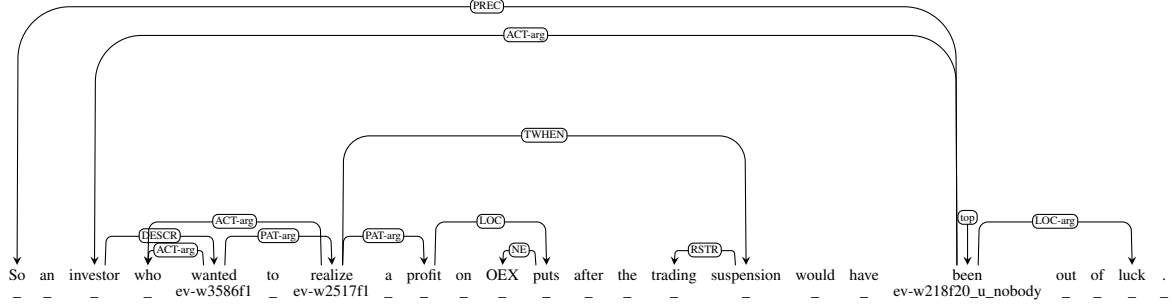 PREC
ACT-arg
TWHEN
top
ACT-arg
LOC
LOC-arg
DESCR
PAT-arg
PAT-arg
ACT-arg
NE
RSTR
So an investor who wanted to realize a profit on OEX puts after the trading suspension would have been out of luck .
_ _ _ _ ev-w3586f1 _ ev-w2517f1 _ _ _ _ _ _ _ _ _ _ _ ev-w218f20_u_nobody _ _ _ _